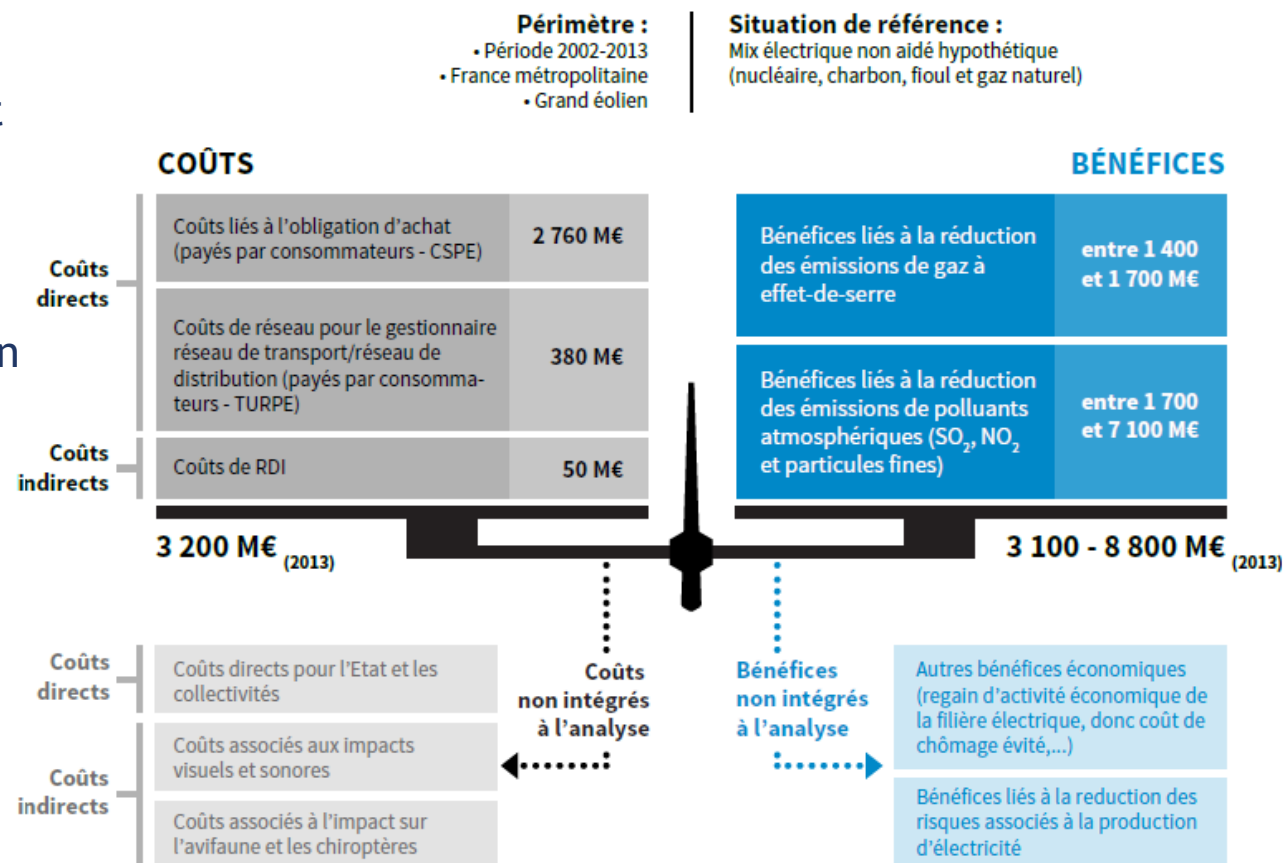 Périmètre :
• Période 2002-2013
• France métropolitaine
• Grand éolien
Situation de référence :
Mix électrique non aidé hypothétique
(nucléaire, charbon, fioul et gaz naturel)
COÛTS
Coûts
directs
Coûts liés à l'obligation d'achat
(payés par consommateurs - CSPE)
2 760 M€
Coûts de réseau pour le gestionnaire
réseau de transport/réseau de
distribution (payés par consomma-
teurs - TURPE)
380 M€
Coûts
indirects
Coûts de RDI
50 M€
3 200 M€ (2013)
BÉNÉFICES
Bénéfices liés à la réduction
des émissions de gaz à
effet-de-serre
entre 1 400
et 1 700 M€
Bénéfices liés à la réduction
des émissions de polluants
atmosphériques (SO2, NO2
et particules fines)
entre 1 700
et 7 100 M€
3 100 - 8 800 M€ (2013)
Coûts
directs
Coûts directs pour l'Etat et les
collectivités
Coûts
indirects
Coûts associés aux impacts
visuels et sonores
Coûts associés à l'impact sur
l'avifaune et les chiroptères
Coûts
non intégrés
à l'analyse
Bénéfices
non intégrés
à l'analyse
Autres bénéfices économiques
(regain d'activité économique de
la filière électrique, donc coût de
chômage évité,...)
Bénéfices liés à la reduction des
risques associés à la production
d'électricité